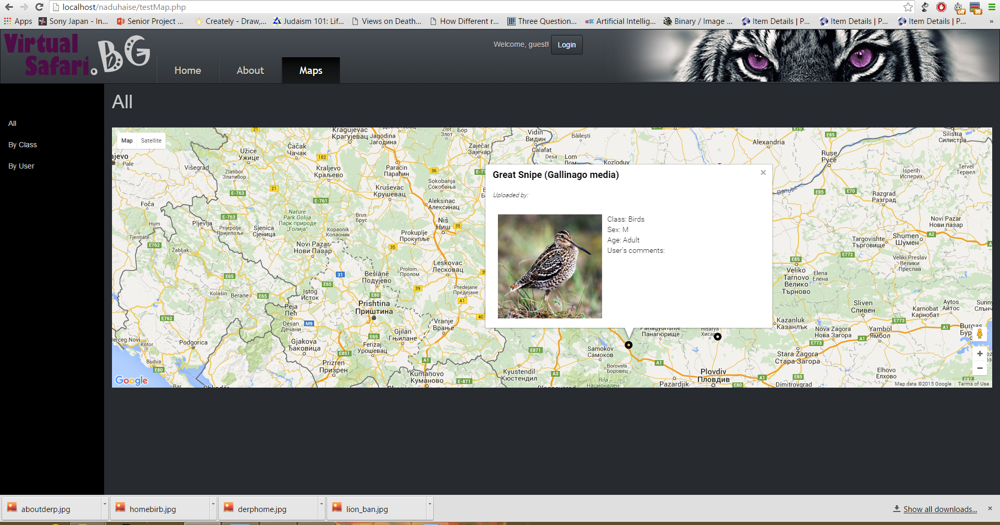 localhost/naduhaise/testMap.php
off
35
Apps
Sony Japan - In...
Senior Project ...
Creately - Draw,...
Judaism 101: Lif...
Views on Death...
How Different r...
Three Question...
edX
Artificial Intellig...
Binary / Image ...
Item Details | P...
Item Details | P...
Item Details | P...
»
Virtual
Safari.BG
Welcome, guest!
Login
Home
About
Maps
All
All
By Class
By User
Map
Satellite
Great Snipe (Gallinago media)
Uploaded by:
Class: Birds
Sex: M
Age: Adult
User's comments:
Kragujevac
Крагујевац
Jagodina
Јагодина
Zlot
Злот
Бор
Vidin
Видин
Băilești
Calafat
Desa
Lom
Лом
Kozloduy
Alexandria
Silistra
Силистра
Ruse
Русе
Zaječar
Зајечар
Užice
Ужице
Čačak
Чачак
Pale
Višegrad
Zlatibor
Златибор
Kraljevo
Краљево
Paraćin
Параћин
Sokobanja
Сокобања
Isperih
Исперих
Tervel
Тервел
Danube
Razgrad
Разград
Foča
Kruševac
Крушевац
Aleksinac
Алексинац
Nature
Park Golija
Парк природе
"Голија"
Brus
Брус
Niš
Ниш
Hum
Tjentište
Pljevlja
Prijepolje
Пријепоље
Sjenica
Сјеница
Kopaonik
Копаоник
Prokuplje
Прокупље
Novi Pazar
Нови Пазар
Novi Pazar
Нови пазар
Targovishte
Търговище
Shumen
Шумен
Žabljak
Leskovac
Лесковац
Veliki Preslav
Велики
Преслав
Bešianë
Подујево
Prolom
Пролом
Veliko
Tarnovo
Велико
Търново
Elena
Елена
Predejane
Предејане
Kolašin
Berane
Istog
Исток
Peja
Пећ
Prishtina
Приштина
Sliven
Сливен
Karnobat
Карнобат
Aytos
Айтос
Desan
Дечани
Vranje
Врање
Kazanluk
Казанлък
Nova Zagora
Нова Загора
Yambol
Ямбол
Burgas
Panagyurishte
Панагюрище
Hisarya
Gjilan
Гњилане
Gjakova
Ђаковица
Ferizaj
Урошевац
Samokov
Самоков
Herceg Novi
Kotor
Podgorica
Budva
Bar
Prizren
Призрен
Kumanovo
Куманово
Kyustendil
Кюстендил
Borovets
Боровец
Rila
Stara Zagora
Стара Загора
Plovdiv
Пловдив
Pazardjik
Dimitrovgrad
Elhovo
Елхово
Google
Map data ©2015 Google
Terms of Use
aboutderp.jpg
homebirb.jpg
derphome.jpg
lion_ban.jpg
Show all downloads...